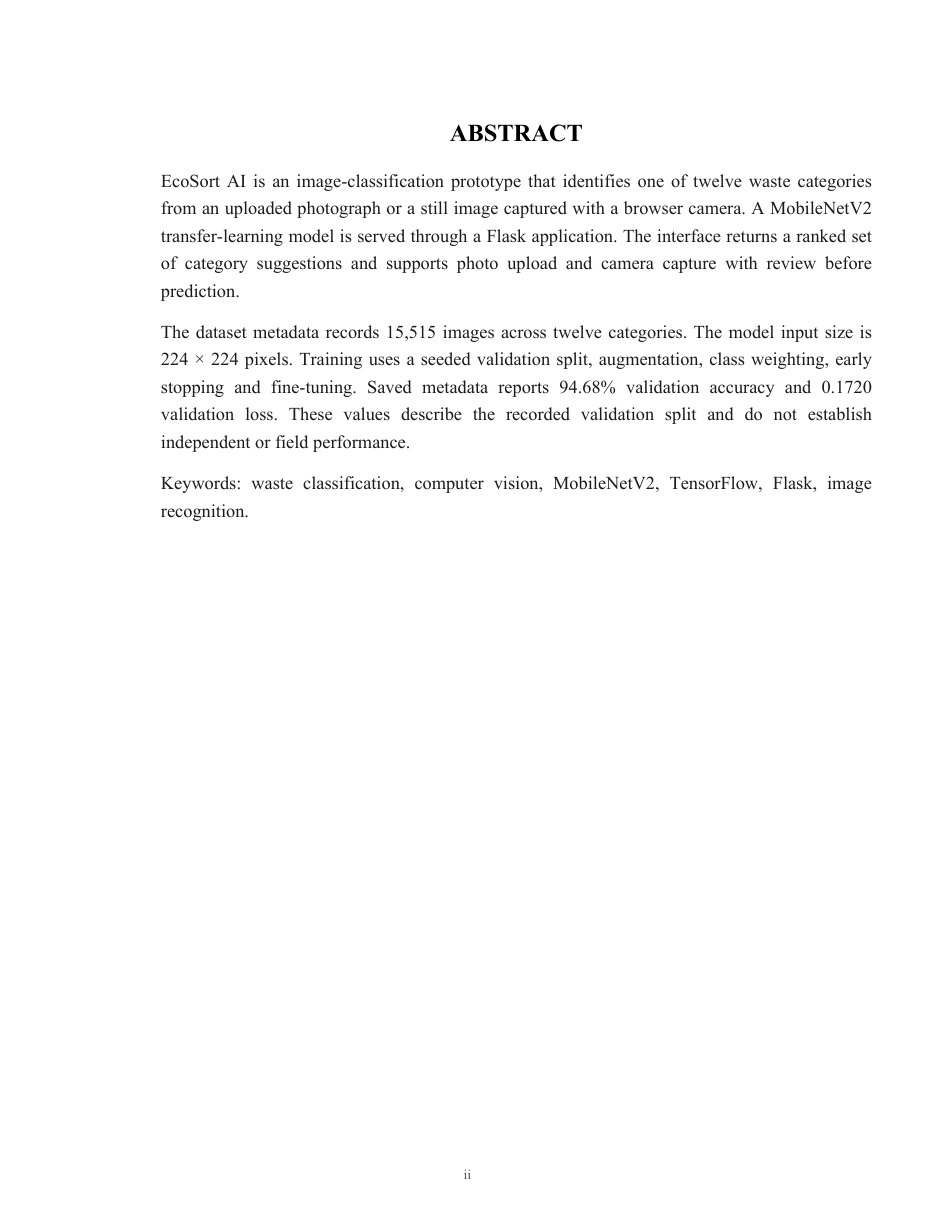 ABSTRACT
EcoSort AI is an image-classification prototype that identifies one of twelve waste categories
from an uploaded photograph or a still image captured with a browser camera. A MobileNetV2
transfer-learning model is served through a Flask application. The interface returns a ranked set
of category suggestions and supports photo upload and camera capture with review before
prediction.
The dataset metadata records 15,515 images across twelve categories. The model input size is
224 × 224 pixels. Training uses a seeded validation split, augmentation, class weighting, early
stopping and fine-tuning. Saved metadata reports 94.68% validation accuracy and 0.1720
validation loss. These values describe the recorded validation split and do not establish
independent or field performance.
Keywords: waste classification, computer vision, MobileNetV2, TensorFlow, Flask, image
recognition.
ii